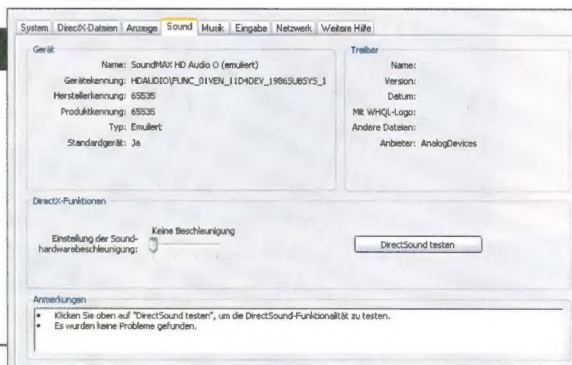 System DirectX-Dateien Anzeige Sound Musik Eingabe Netzwerk Weitere Hilfe
Gerät
Name: SoundMAX HD Audio O (emuliert)
Gerätekennung: HDAUDIO\FUNC_01VEN_11D4DEV_1986SUBSYS_1
Herstellerkennung: 65535
Produktkennung: 65535
Typ: Emuliert
Standardgerät: Ja
Treiber
Name:
Version:
Datum:
Mit WHQL-Logo:
Andere Dateien:
Anbieter: AnalogDevices
DirectX-Funktionen
Keine Beschleunigung
Einstellung der Sound-
hardwarebeschleunigung:
DirectSound testen
Anmerkungen
• Klicken Sie oben auf "DirectSound testen", um die DirectSound-Funktionalität zu testen.
• Es wurden keine Probleme gefunden.